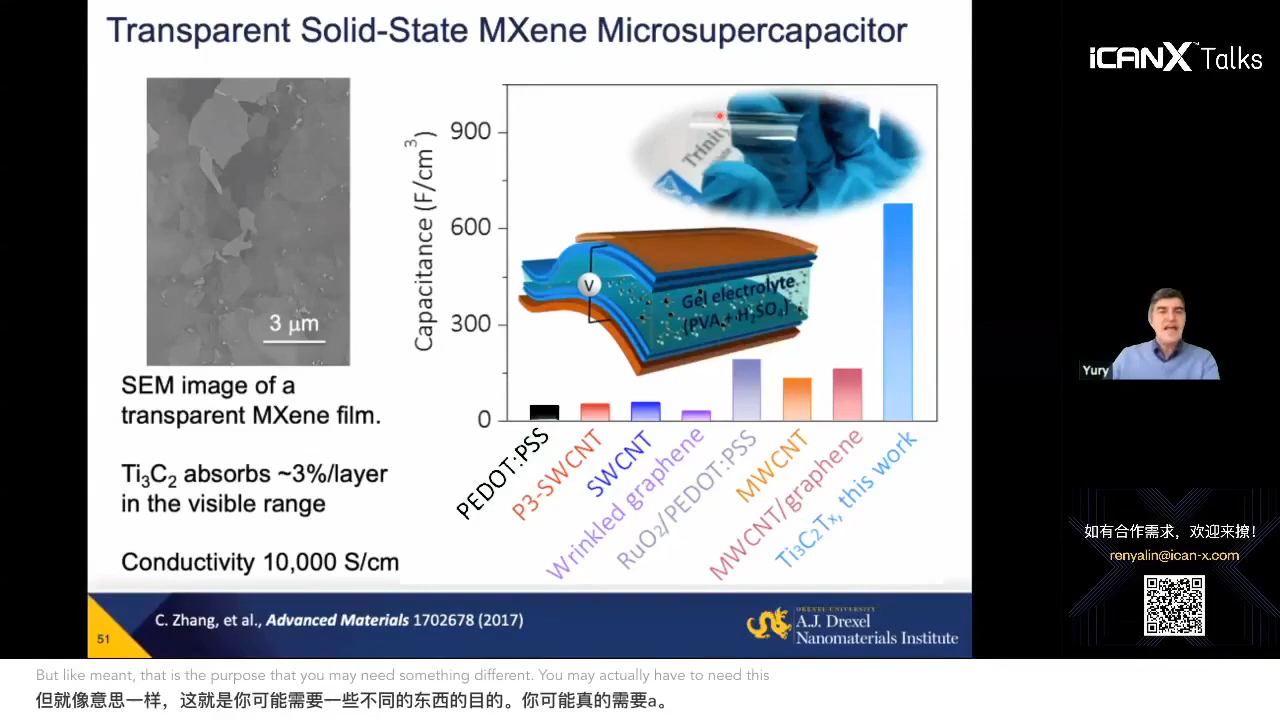 Transparent Solid-State MXene Microsupercapacitor
iCANX Talks
3 μm
SEM image of a
transparent MXene film.
Ti₃C₂ absorbs ~3%/layer
in the visible range
Conductivity 10,000 S/cm
Capacitance (F/cm³)
900
600
300
0
Trinity
V
Gel electrolyte
(PVA + H₂SO₄)
PEDOT:PSS
P3-SWCNT
SWCNT
Wrinkled graphene
RuO₂/PEDOT:PSS
MWCNT
MWCNT/graphene
Ti₃C₂Tₓ, this work
Yury
如有合作需求，欢迎来撩！
renyalin@ican-x.com
51
C. Zhang, et al., Advanced Materials 1702678 (2017)
DREXEL UNIVERSITY
A.J. Drexel
Nanomaterials Institute
But like meant, that is the purpose that you may need something different. You may actually have to need this
但就像意思一样，这就是你可能需要一些不同的东西的目的。你可能真的需要a。